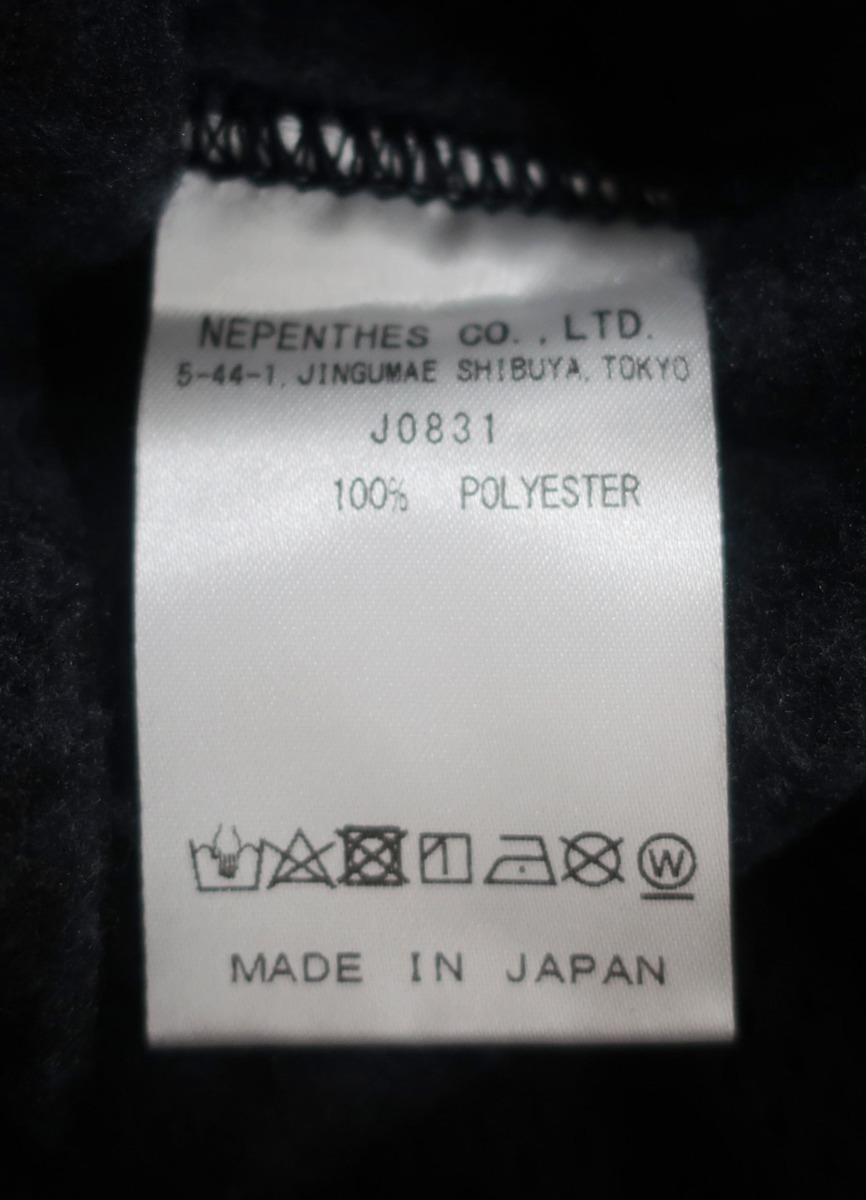 NEPENTHES CO.,LTD.
5-44-1, JINGUMAE SHIBUYA, TOKYO
J0831
100% POLYESTER
W
MADE IN JAPAN